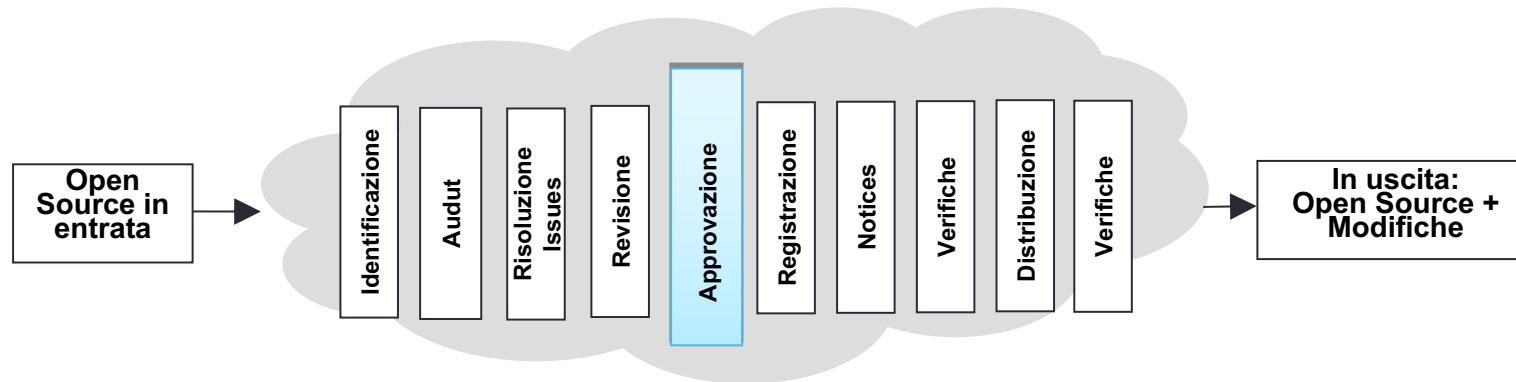 Open
Source in
entrata
Identificazione
Audut
Risoluzione
Issues
Revisione
Approvazione
Registrazione
Notices
Verifiche
Distribuzione
Verifiche
In uscita:
Open Source +
Modifiche